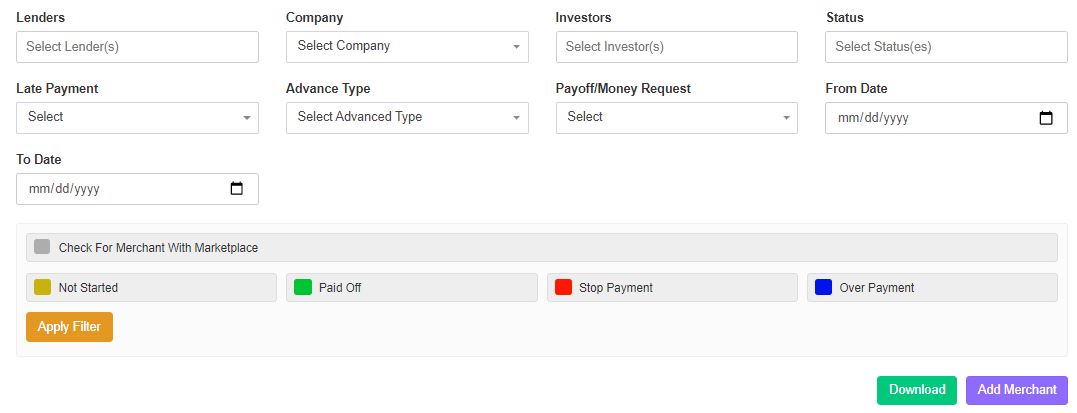 Lenders Company Investors Status
Select Lender(s) Select Company Select Investor(s) Select Status(es)
Late Payment Advance Type Payoff/Money Request From Date
Select Select Advanced Type Select mm/dd/yyyy
To Date
mm/dd/yyyy
Check For Merchant With Marketplace
Not Started Paid Off Stop Payment Over Payment
Apply Filter
Download Add Merchant